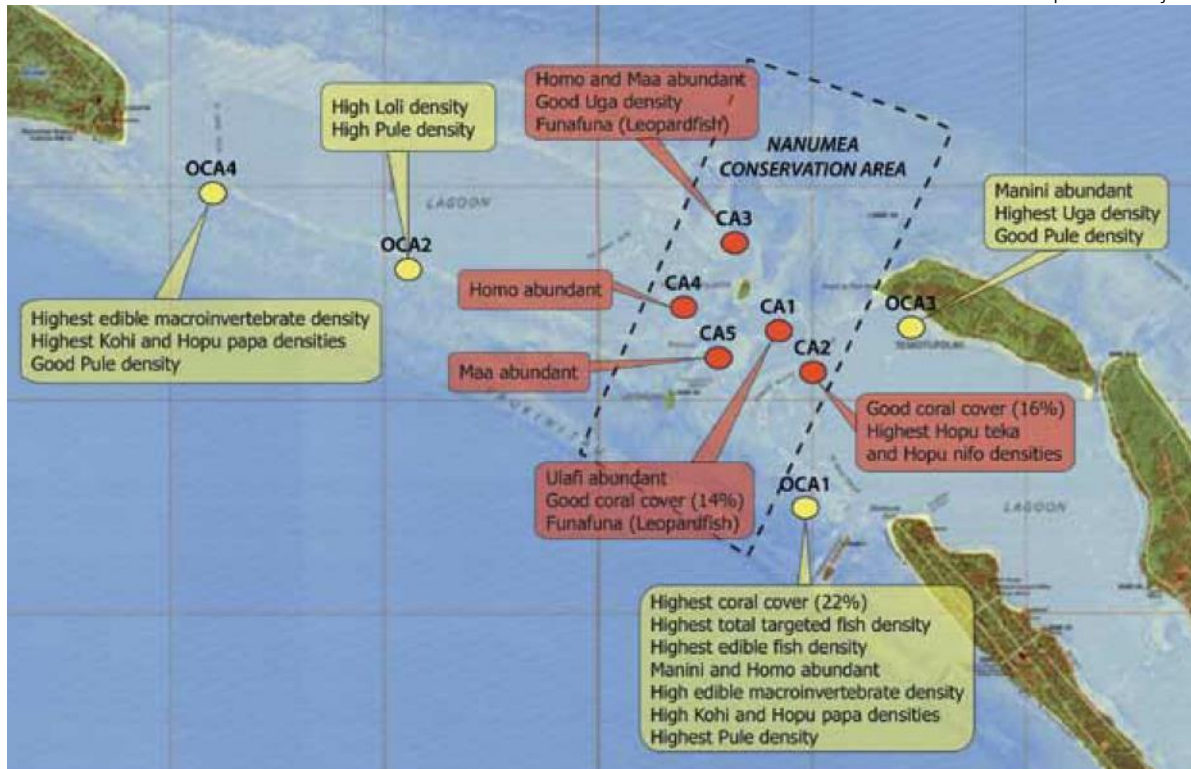 Homo and Maa abundant
Good Uga density
Funafuna (Leopardfish)
High Loli density
High Pule density
NANUMEA
CONSERVATION AREA
OCA4
LAGOON
OCA2
CA3
Manini abundant
Highest Uga density
Good Pule density
Homo abundant
CA4
CA1
OCA3
Highest edible macroinvertebrate density
Highest Kohi and Hopu papa densities
Good Pule density
CA5
CA2
Maa abundant
Good coral cover (16%)
Highest Hopu teka
and Hopu nifo densities
Ulafi abundant
Good coral cover (14%)
Funafuna (Leopardfish)
OCA1
LAGOON
Highest coral cover (22%)
Highest total targeted fish density
Highest edible fish density
Manini and Homo abundant
High edible macroinvertebrate density
High Kohi and Hopu papa densities
Highest Pule density